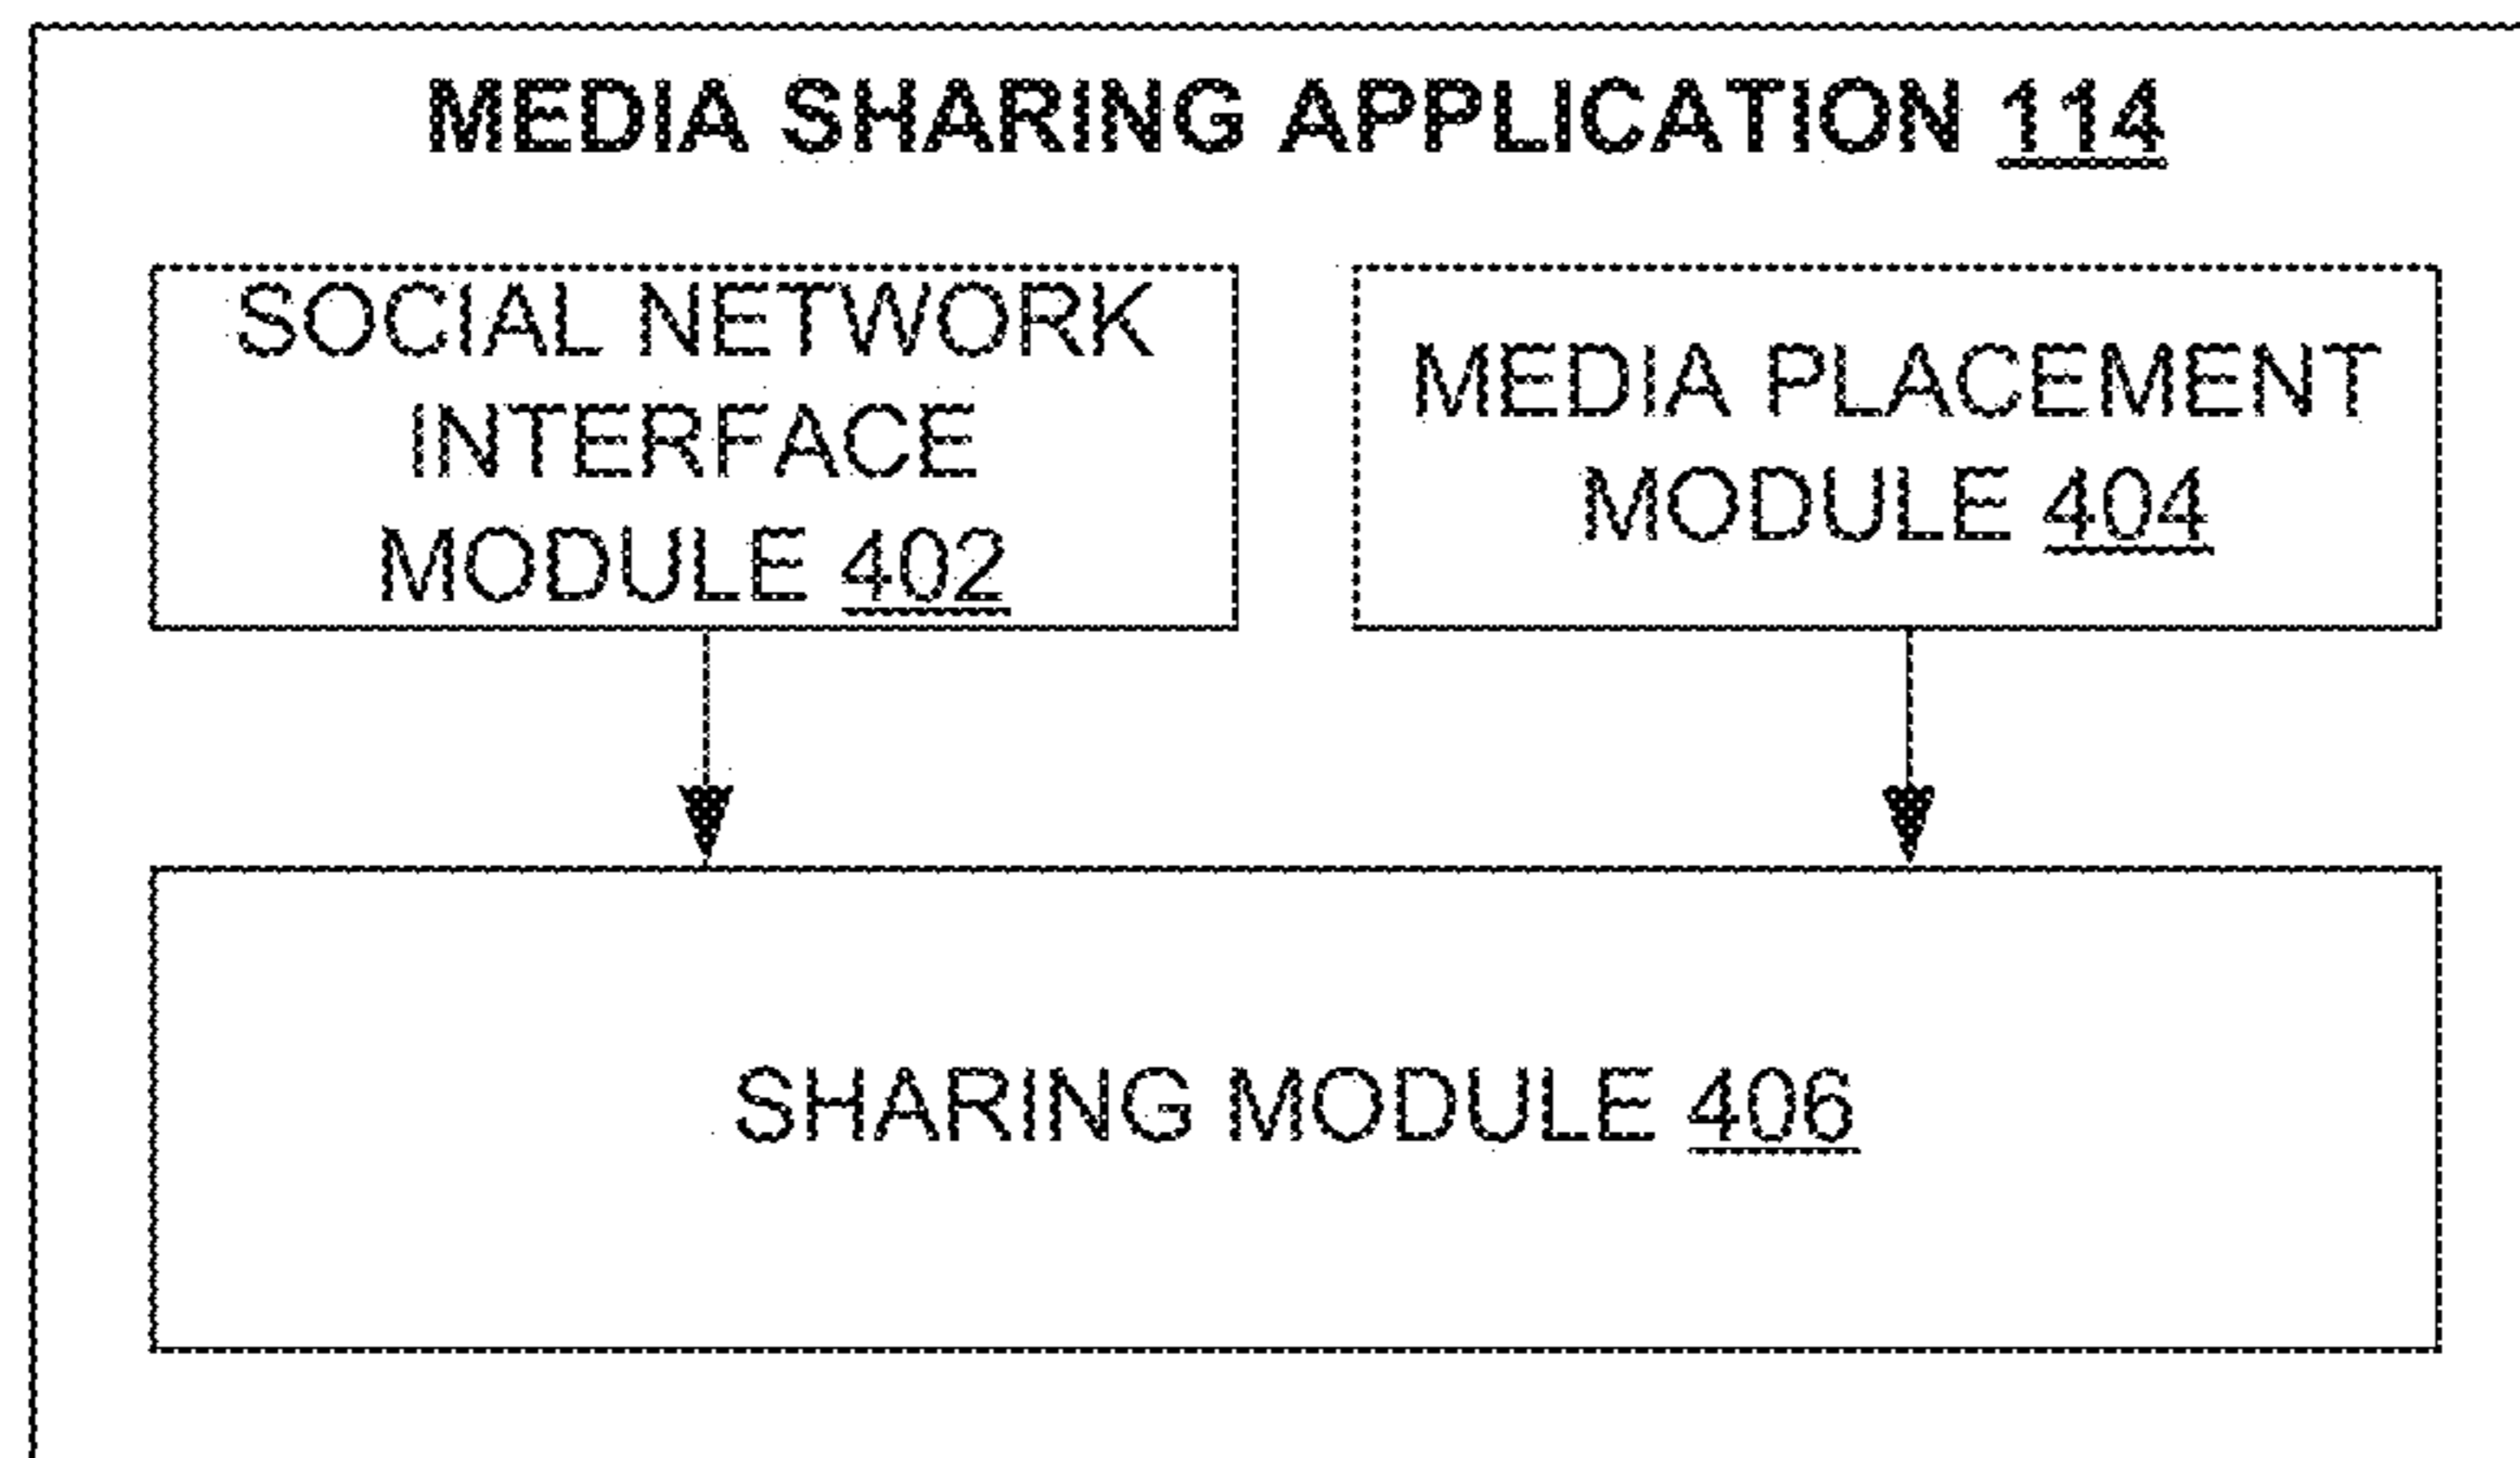 MEDIA SHARING APPLICATION 114
SOCIAL NETWORK
INTERFACE
MODULE 402
MEDIA PLACEMENT
MODULE 404
SHARING MODULE 406